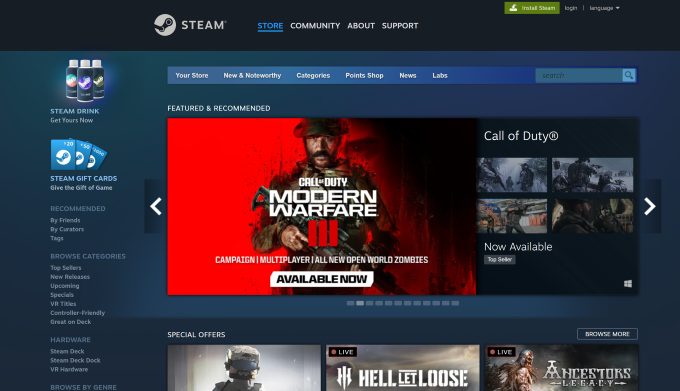 Install Steam
login
language
STEAM
STORE
COMMUNITY
ABOUT
SUPPORT
Your Store
New & Noteworthy
Categories
Points Shop
News
Labs
search
STEAM DRINK
Get Yours Now
STEAM GIFT CARDS
Give the Gift of Game
RECOMMENDED
By Friends
By Curators
Tags
BROWSE CATEGORIES
Top Sellers
New Releases
Upcoming
Specials
VR Titles
Controller-Friendly
Great on Deck
HARDWARE
Steam Deck
Steam Deck Dock
VR Hardware
BROWSE BY GENRE
FEATURED & RECOMMENDED
CALL OF DUTY
MODERN
WARFARE
III
CAMPAIGN | MULTIPLAYER | ALL NEW OPEN WORLD ZOMBIES
AVAILABLE NOW
Call of Duty®
Now Available
Top Seller
SPECIAL OFFERS
BROWSE MORE
LIVE
HELL LET LOOSE
LIVE
ANCESTORS
LEGACY